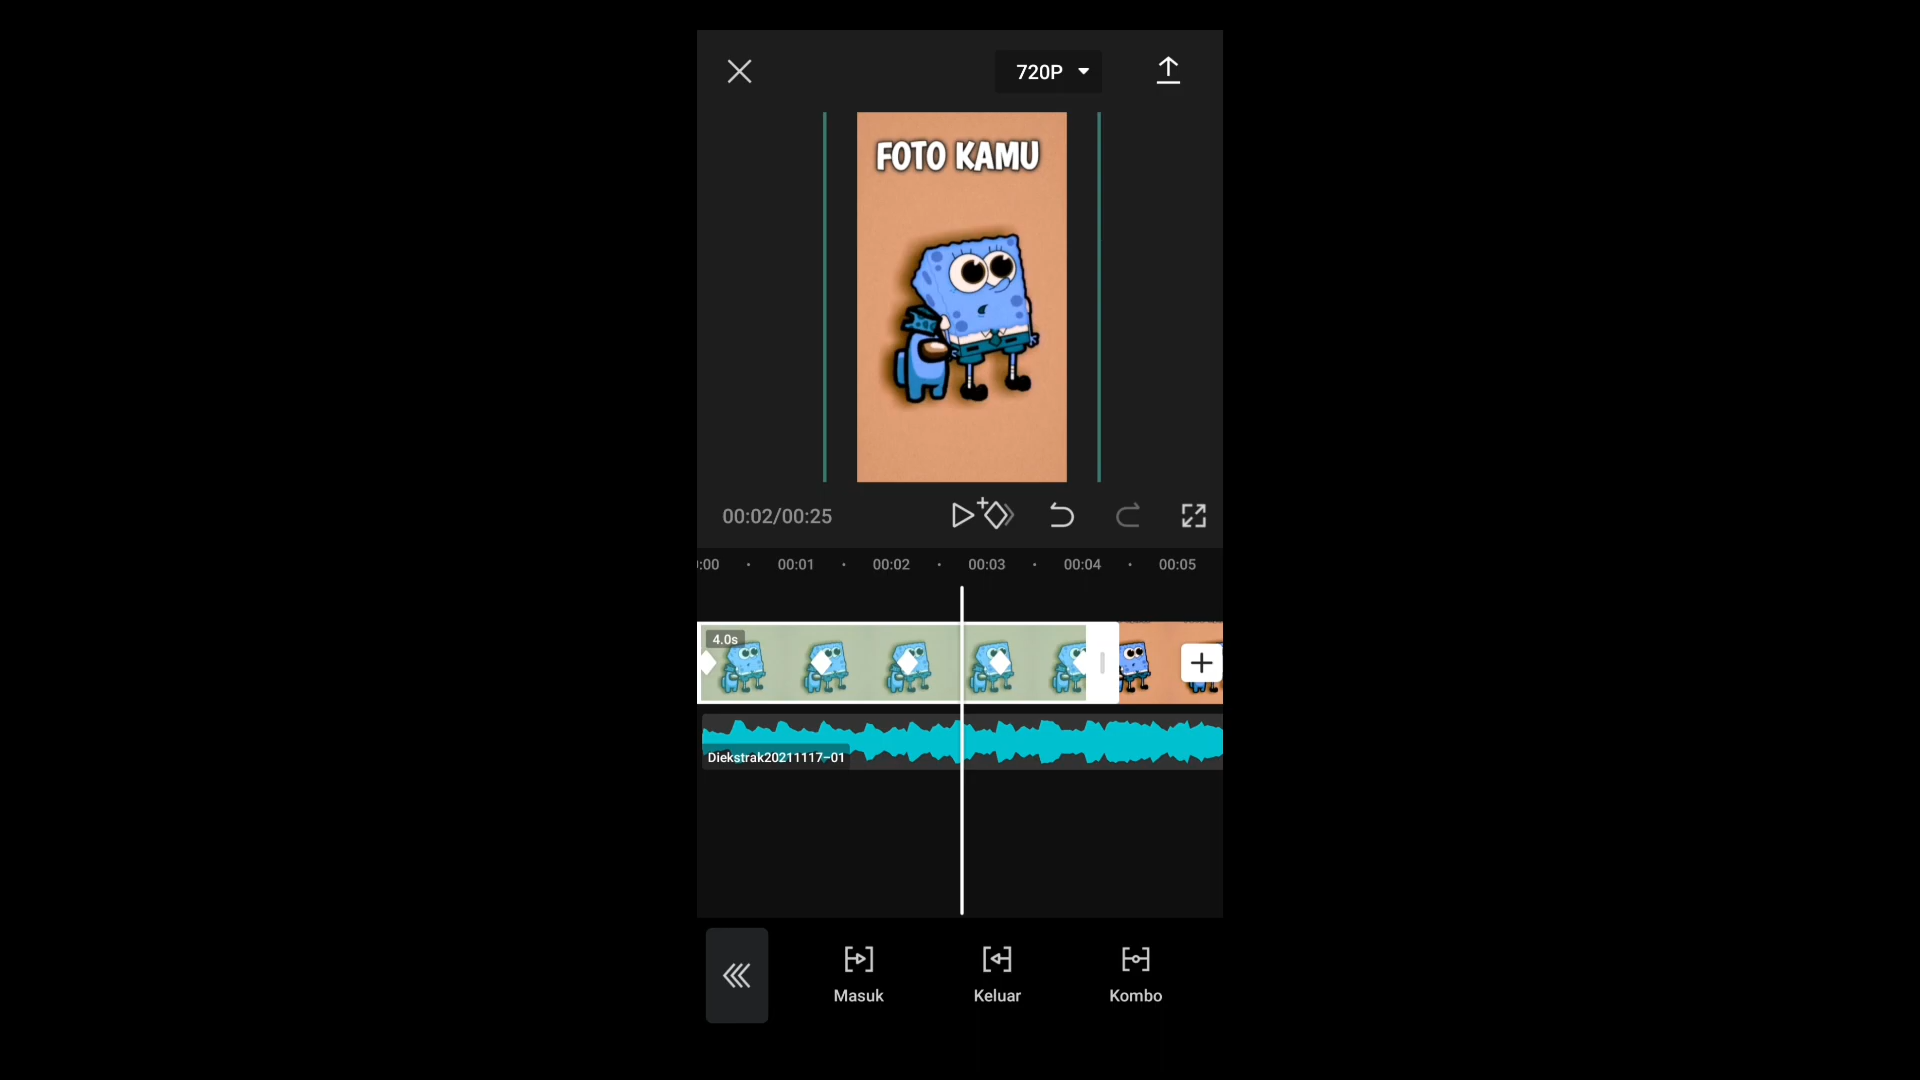 720P
FOTO KAMU
00:02/00:25
:00 00:01 00:02 00:03 00:04 00:05
4.0s
Diekstrak20211117-01
Masuk Keluar Kombo